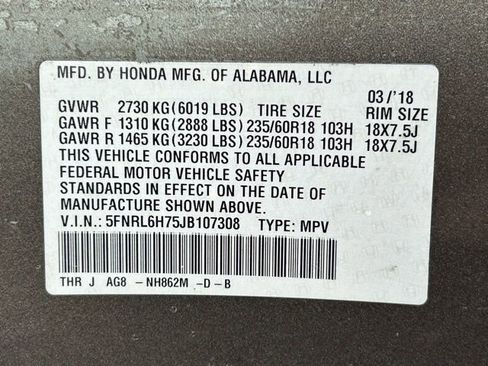 MFD. BY HONDA MFG. OF ALABAMA, LLC
03 /'18
GVWR 2730 KG(6019 LBS) TIRE SIZE RIM SIZE
GAWR F 1310 KG(2888 LBS) 235/60R18 103H 18X7.5J
GAWR R 1465 KG(3230 LBS) 235/60R18 103H 18X7.5J
THIS VEHICLE CONFORMS TO ALL APPLICABLE
FEDERAL MOTOR VEHICLE SAFETY
STANDARDS IN EFFECT ON THE DATE OF
MANUFACTURE SHOWN ABOVE.
V.I.N.: 5FNRL6H75JB107308 TYPE: MPV
THR J AG8 -NH862M -D-B